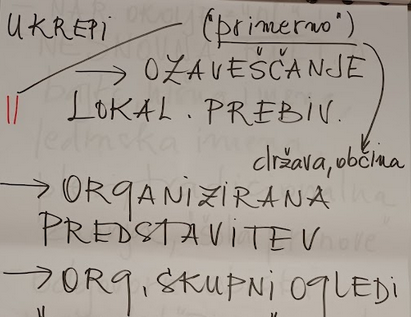 UKREPI ("primerno")
→ OZAVEŠČANJE
LOKAL. PREBIV.
država, občina
→ ORGANIZIRANA
PREDSTAVITEV
→ ORG. SKUPNI OGLEDI